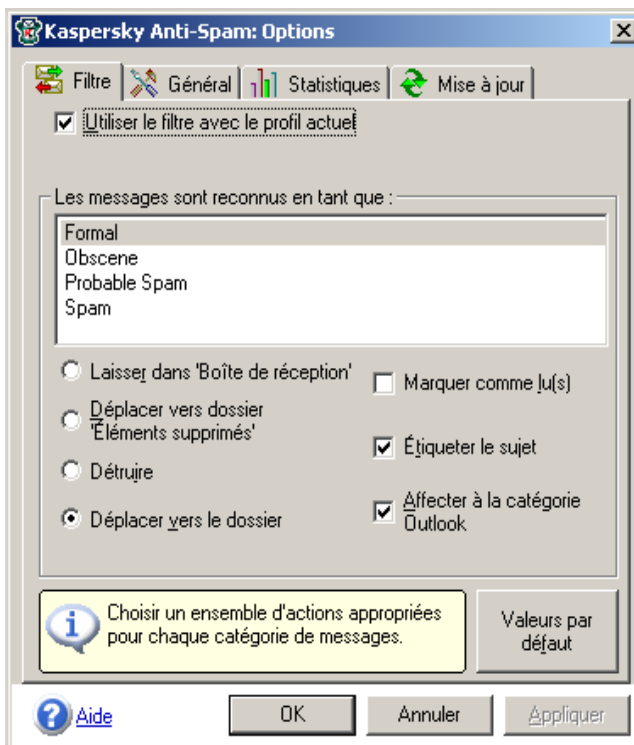 Kaspersky Anti-Spam: Options
Filtre
Général
Statistiques
Mise à jour
Utiliser le filtre avec le profil actuel
Les messages sont reconnus en tant que :
Formal
Obscene
Probable Spam
Spam
Laisser dans 'Boîte de réception'
Marquer comme lu(s)
Déplacer vers dossier
'Éléments supprimés'
Étiqueter le sujet
Détruire
Déplacer vers le dossier
Affecter à la catégorie
Outlook
Choisir un ensemble d'actions appropriées
pour chaque catégorie de messages.
Valeurs par
défaut
Aide
OK
Annuler
Appliquer